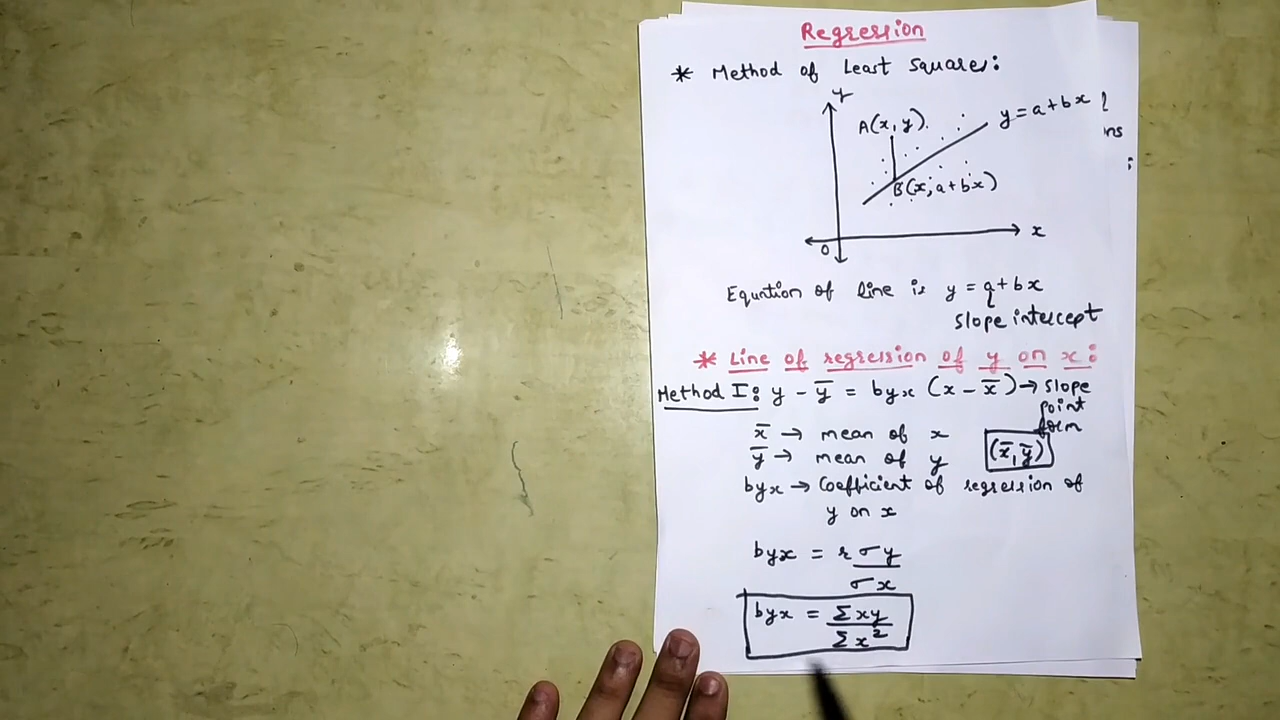 Regression
* Method of Least Squares:
y
A(x, y)
y = a + bx
B(x, a + bx)
ns
:
O
x
Equation of line is y = a + bx
slope intercept
* Line of regression of y on x:
Method I: y - ȳ = byx (x - x̄) → slope
point
form
x̄ → mean of x
(x̄, ȳ)
ȳ → mean of y
byx → Coefficient of regression of
y on x
byx = r σy
σx
byx = Σxy
Σx²